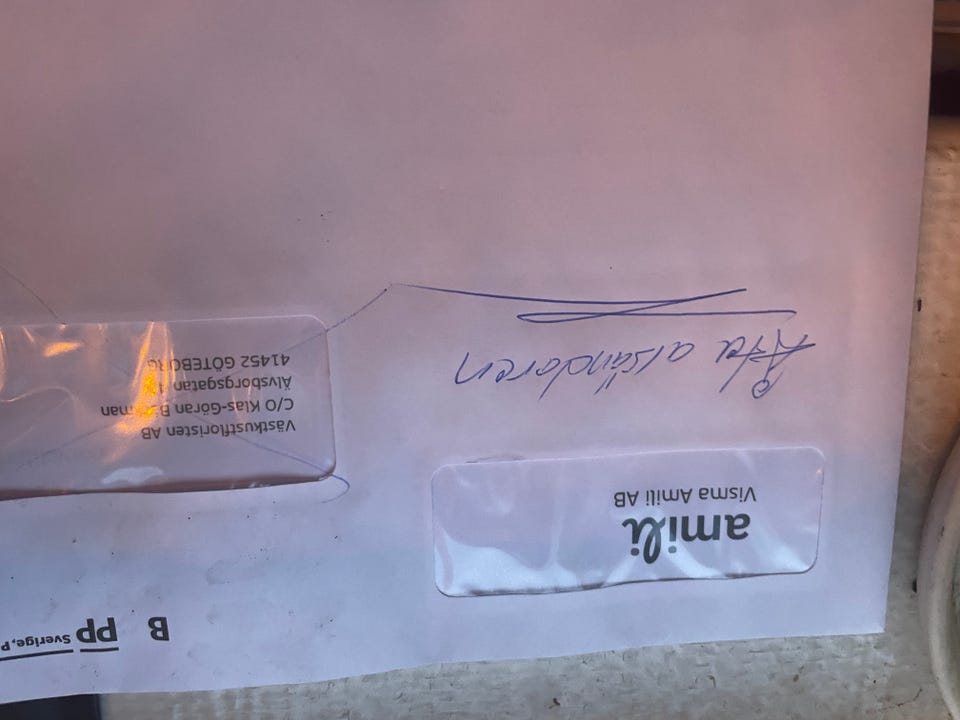 B PP Sverige, P
amili
Visma Amili AB
Västkustfloristen AB
C/O Klas-Göran
Älvsborgsgatan
41452 GÖTEBORG
Åter avsändaren